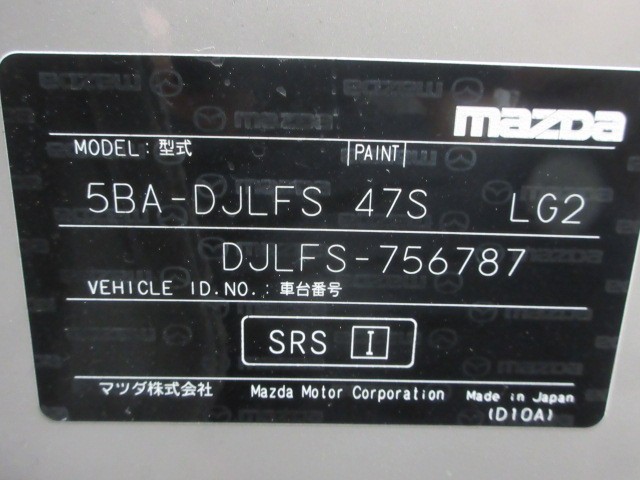 mazda
MODEL: 型式 PAINT
5BA-DJLFS 47S LG2
DJLFS-756787
VEHICLE ID.NO.: 車台番号
SRS I
マツダ株式会社 Mazda Motor Corporation Made in Japan
(D10A)